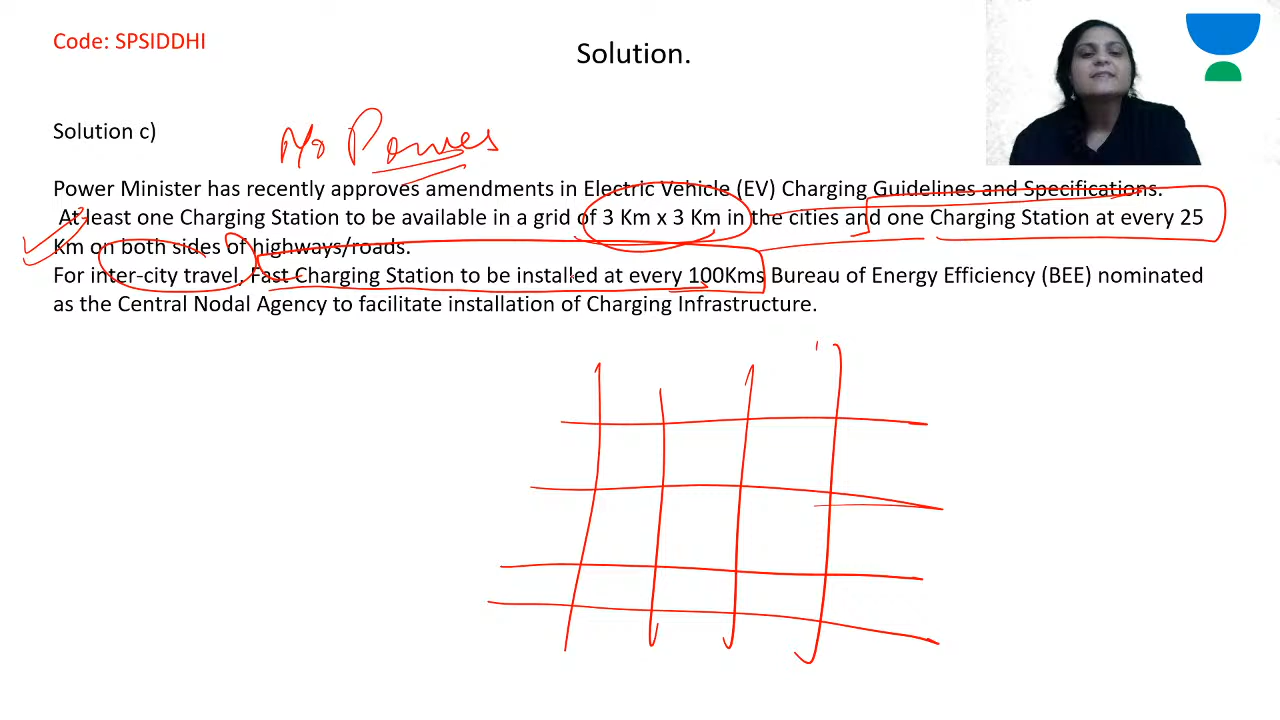 Code: SPSIDDHI
Solution.
Solution c)
M/o Power
Power Minister has recently approves amendments in Electric Vehicle (EV) Charging Guidelines and Specifications.
At least one Charging Station to be available in a grid of 3 Km x 3 Km in the cities and one Charging Station at every 25
Km on both sides of highways/roads.
For inter-city travel, Fast Charging Station to be installed at every 100Kms Bureau of Energy Efficiency (BEE) nominated
as the Central Nodal Agency to facilitate installation of Charging Infrastructure.